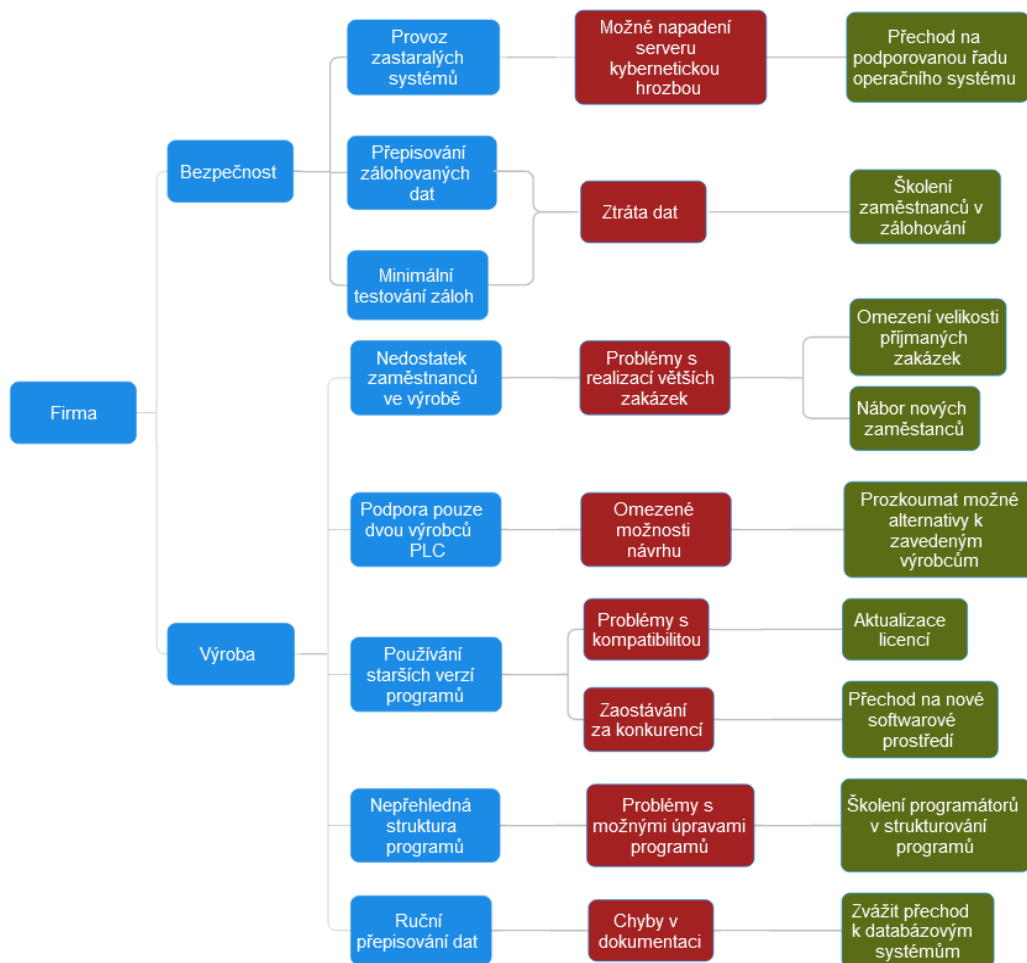 Provoz
zastaralých
systémů
Možné napadení
serveru
kybernetickou
hrozbou
Přechod na
podporovanou řadu
operačního systému
Bezpečnost
Přepisování
zálohovaných
dat
Ztráta dat
Školení
zaměstnanců v
zálohování
Minimální
testování záloh
Firma
Nedostatek
zaměstnanců
ve výrobě
Problémy s
realizací větších
zakázek
Omezení velikosti
příjmaných
zakázek
Nábor nových
zaměstanců
Podpora pouze
dvou výrobců
PLC
Omezené
možnosti
návrhu
Prozkoumat možné
alternativy k
zavedeným
výrobcům
Výroba
Používání
starších verzí
programů
Problémy s
kompatibilitou
Aktualizace
licencí
Zaostávání
za konkurencí
Přechod na nové
softwarové
prostředí
Nepřehledná
struktura
programů
Problémy s
možnými úpravami
programů
Školení programátorů
v strukturování
programů
Ruční
přepisování dat
Chyby v
dokumentaci
Zvážit přechod
k databázovým
systémům